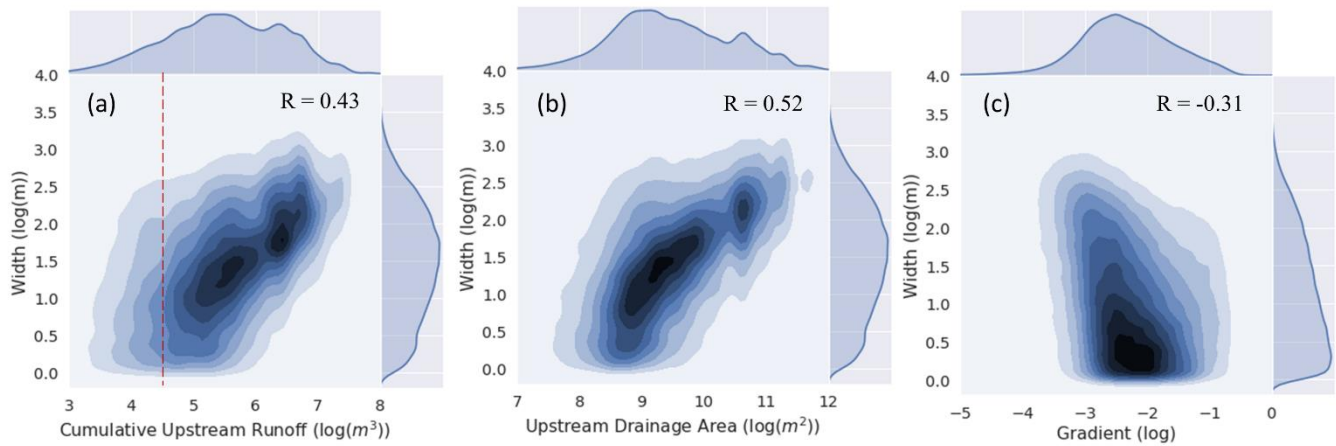 (a)
R = 0.43
4.0
3.5
3.0
2.5
2.0
1.5
1.0
0.5
0.0
Width (log(m))
3 4 5 6 7 8
Cumulative Upstream Runoff (log(m³))
(b)
R = 0.52
4.0
3.5
3.0
2.5
2.0
1.5
1.0
0.5
0.0
Width (log(m))
7 8 9 10 11 12
Upstream Drainage Area (log(m²))
(c)
R = -0.31
4.0
3.5
3.0
2.5
2.0
1.5
1.0
0.5
0.0
Width (log(m))
−5 −4 −3 −2 −1 0
Gradient (log)